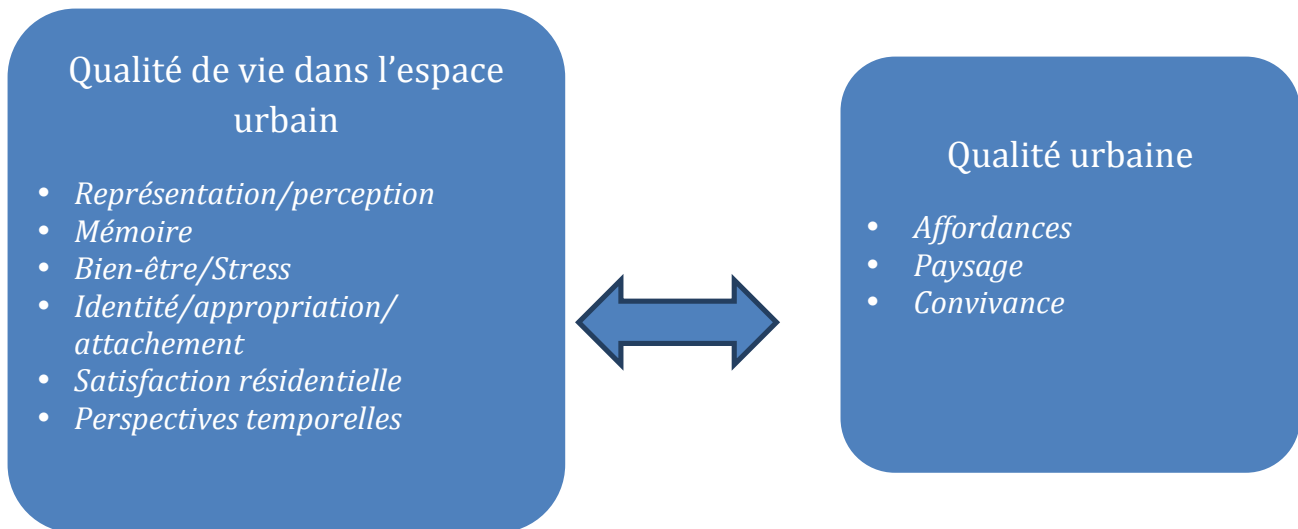 Qualité de vie dans l’espace
urbain
• Représentation/perception
• Mémoire
• Bien-être/Stress
• Identité/appropriation/
attachement
• Satisfaction résidentielle
• Perspectives temporelles
Qualité urbaine
• Affordances
• Paysage
• Convivance